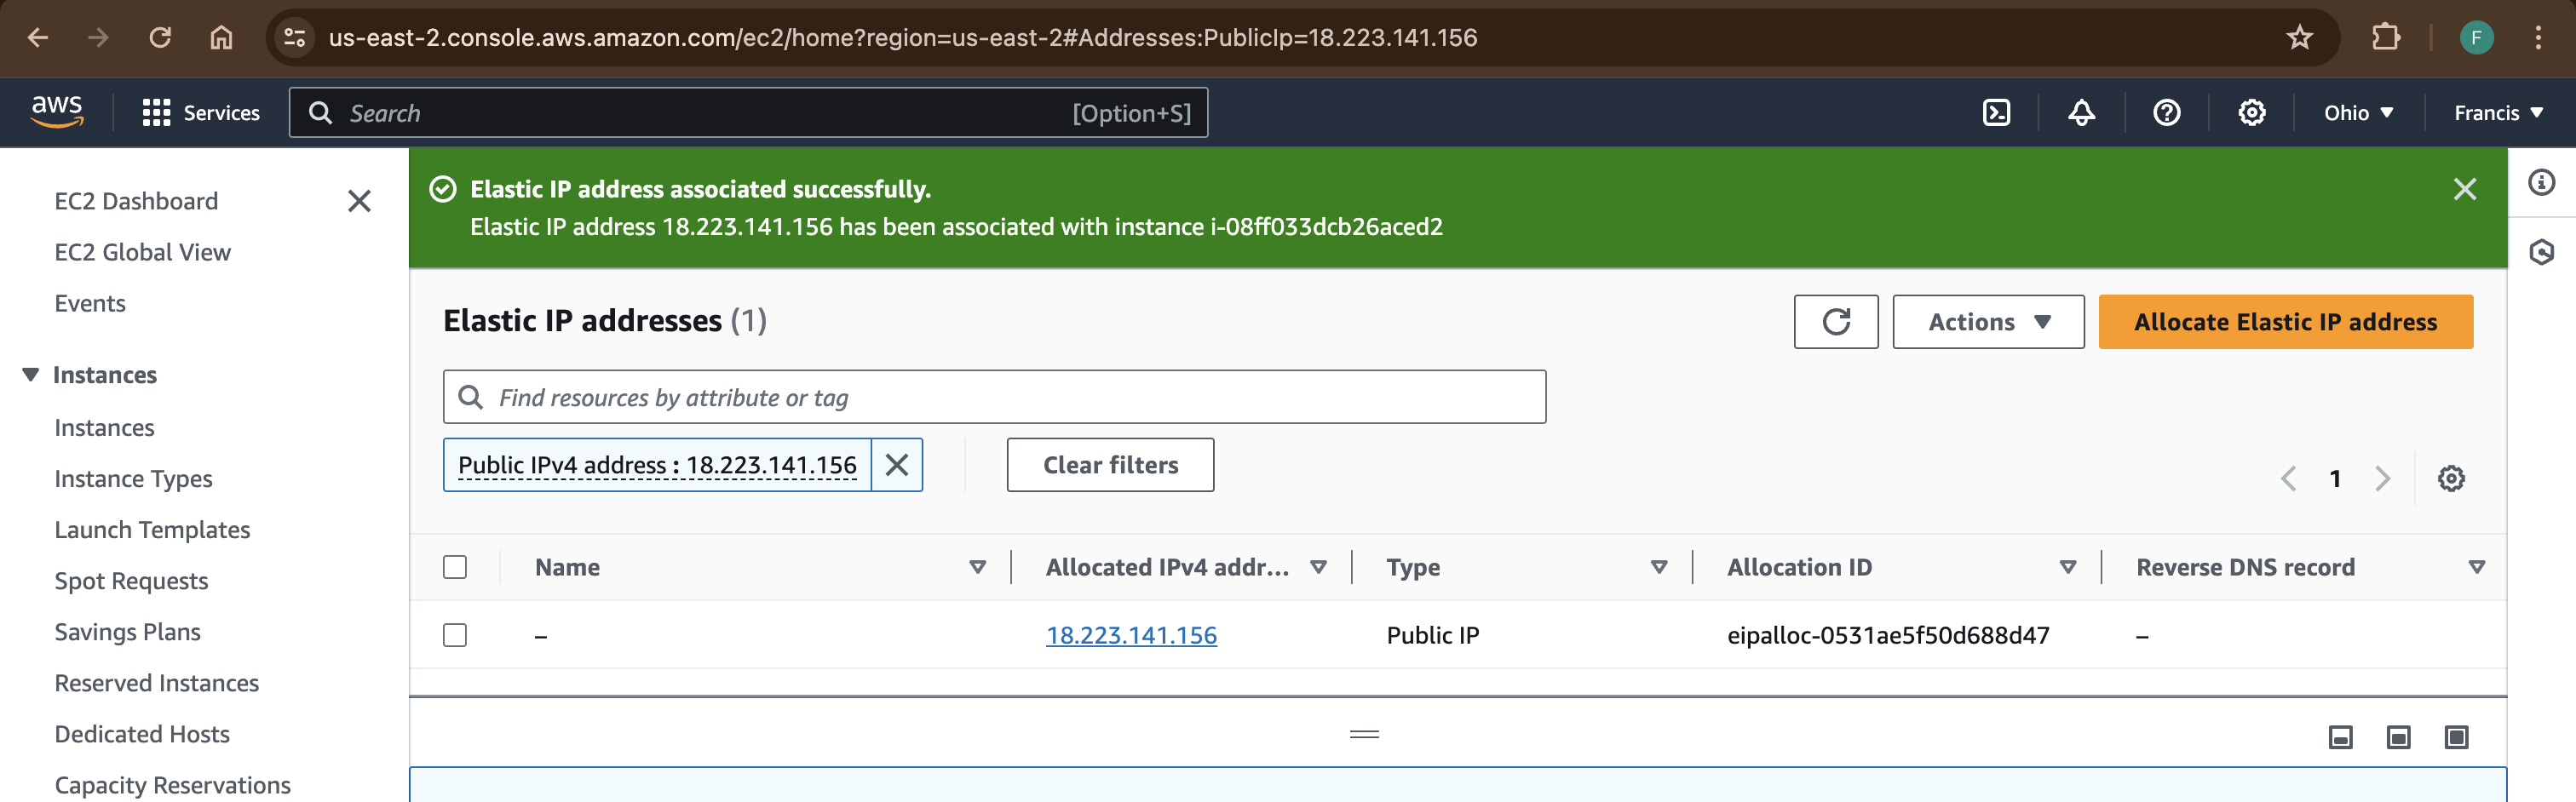 us-east-2.console.aws.amazon.com/ec2/home?region=us-east-2#Addresses:PublicIp=18.223.141.156
F
aws
Services
Search
[Option+S]
Ohio
Francis
EC2 Dashboard
EC2 Global View
Events
Instances
Instances
Instance Types
Launch Templates
Spot Requests
Savings Plans
Reserved Instances
Dedicated Hosts
Capacity Reservations
Elastic IP address associated successfully.
Elastic IP address 18.223.141.156 has been associated with instance i-08ff033dcb26aced2
Elastic IP addresses (1)
Actions
Allocate Elastic IP address
Find resources by attribute or tag
Public IPv4 address : 18.223.141.156
Clear filters
1
Name
Allocated IPv4 addr...
Type
Allocation ID
Reverse DNS record
–
18.223.141.156
Public IP
eipalloc-0531ae5f50d688d47
–